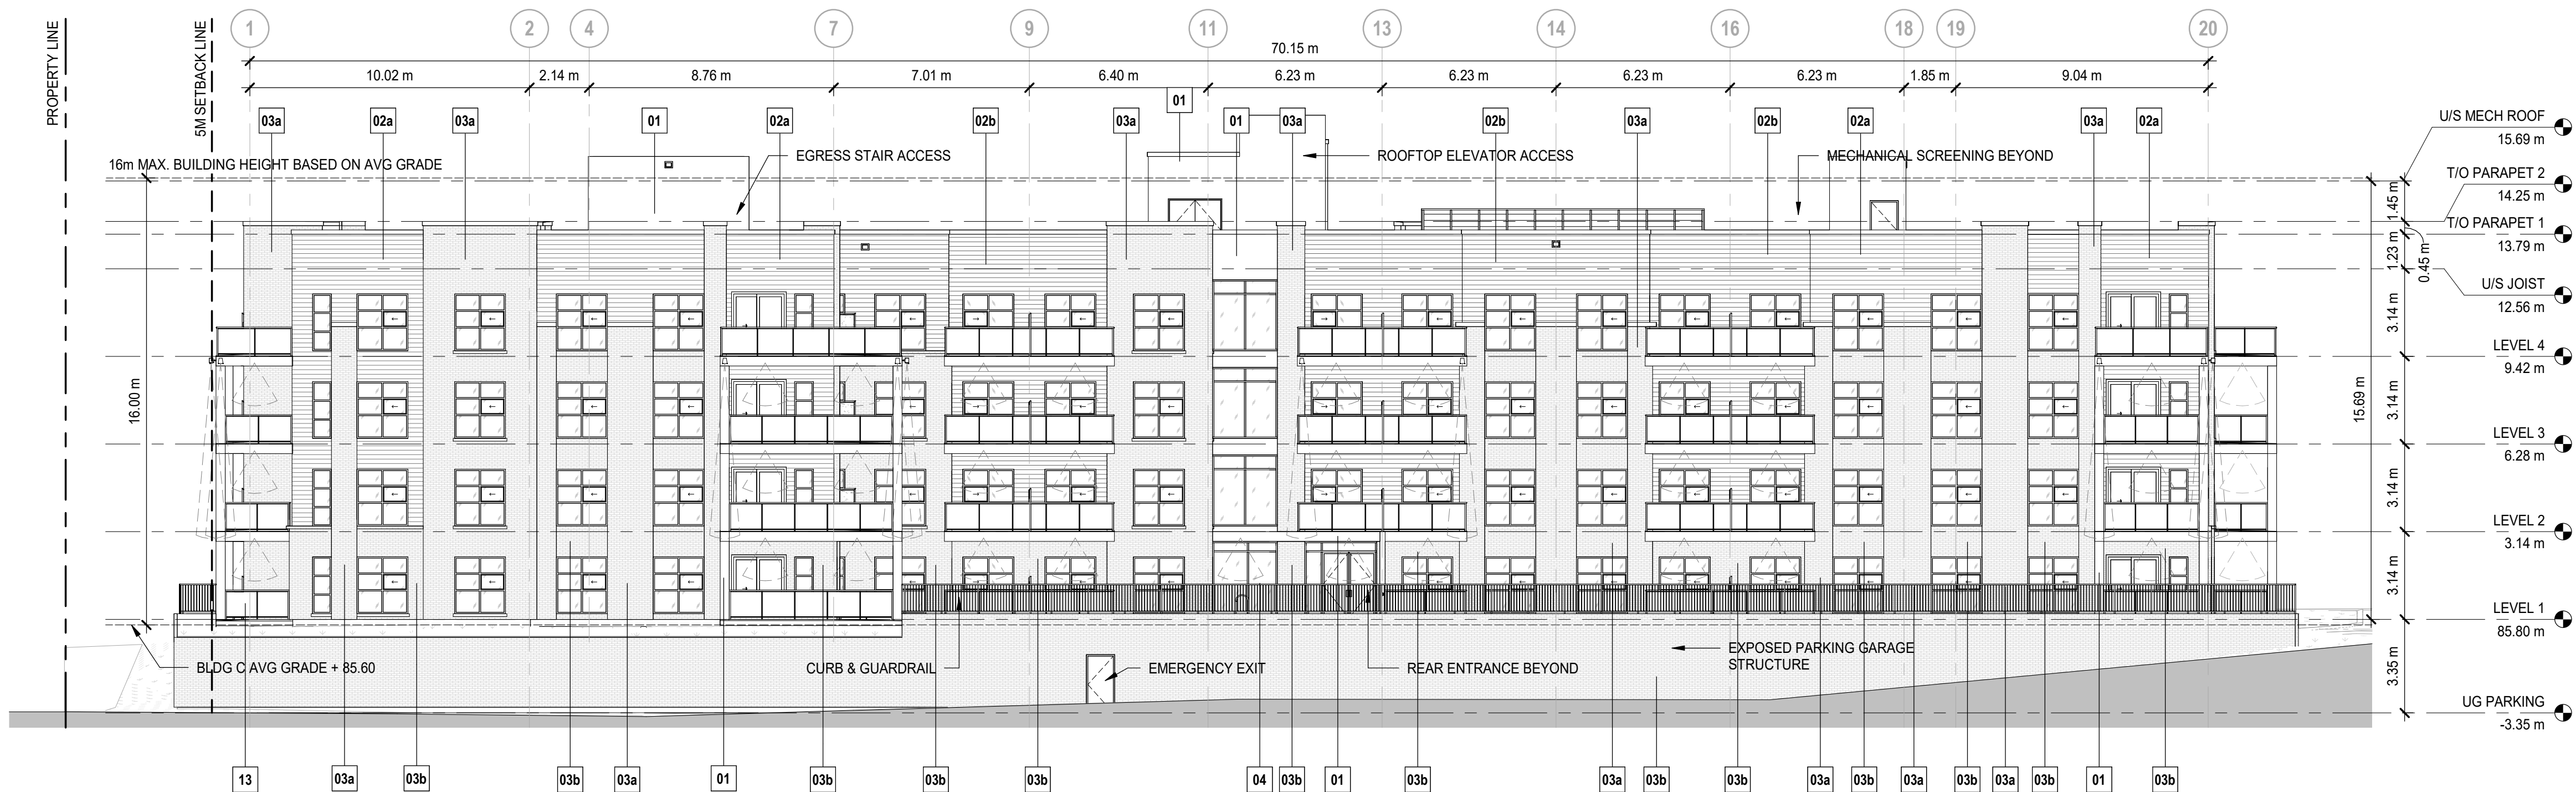 PROPERTY LINE
5M SETBACK LINE
1 2 4 7 9 11 13 14 16 18 19 20
70.15 m
10.02 m 2.14 m 8.76 m 7.01 m 6.40 m 6.23 m 6.23 m 6.23 m 6.23 m 1.85 m 9.04 m
01
03a 02a 03a 01 02a 02b 03a 01 03a 02b 03a 02b 02a 03a 02a
16m MAX. BUILDING HEIGHT BASED ON AVG GRADE
EGRESS STAIR ACCESS
ROOFTOP ELEVATOR ACCESS
MECHANICAL SCREENING BEYOND
U/S MECH ROOF
15.69 m
T/O PARAPET 2
14.25 m
T/O PARAPET 1
13.79 m
U/S JOIST
12.56 m
LEVEL 4
9.42 m
LEVEL 3
6.28 m
LEVEL 2
3.14 m
LEVEL 1
85.80 m
UG PARKING
-3.35 m
1.45 m
0.45 m
1.23 m
3.14 m
3.14 m
3.14 m
3.14 m
3.35 m
15.69 m
16.00 m
BLDG C AVG GRADE + 85.60
CURB & GUARDRAIL
EMERGENCY EXIT
REAR ENTRANCE BEYOND
EXPOSED PARKING GARAGE
STRUCTURE
13 03a 03b 03b 03a 01 03b 03b 03b 04 03b 01 03b 03a 03b 03b 03a 03b 03a 03b 03a 03b 01 03b